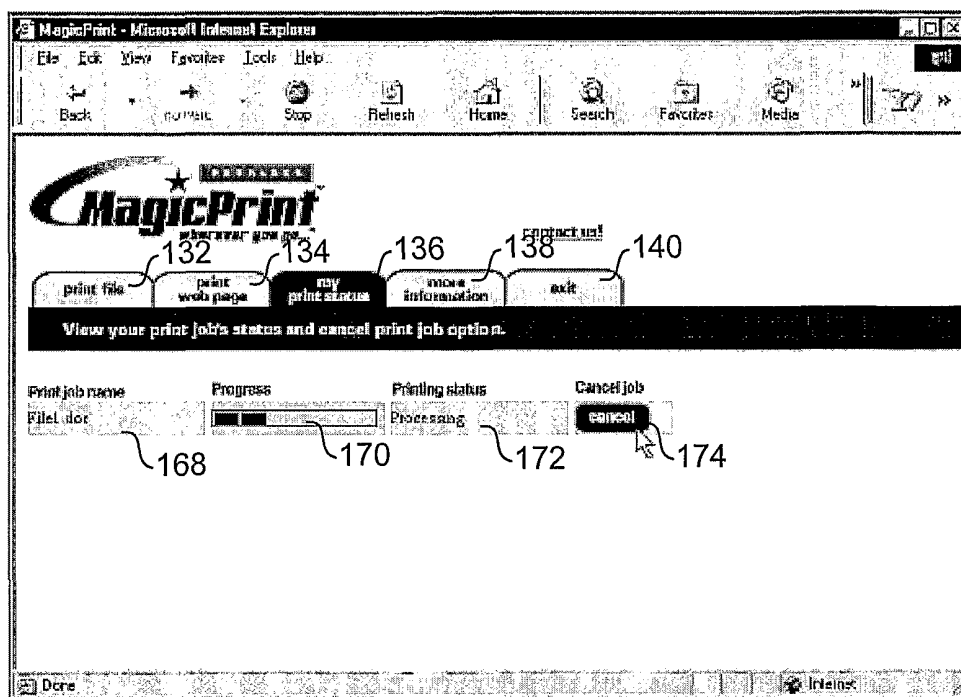 MagicPrint - Microsoft Internet Explorer
File Edit View Favorites Tools Help
Back Stop Refresh Home Search Favorites Media » »
MagicPrint
wherever you go...
contact us!
132 134 136 138 140
print file
print web page
my print status
more information
exit
View your print job's status and cancel print job option.
Print job name Progress Printing status Cancel job
File1.doc Processing cancel
168 170 172 174
Done Internet